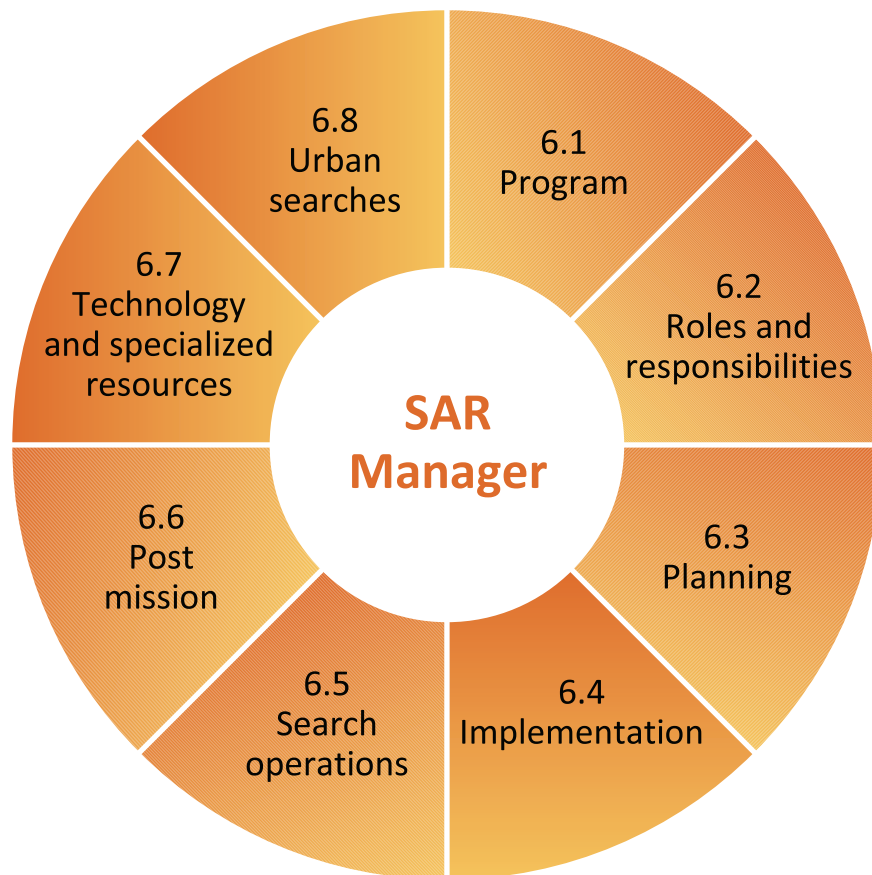 SAR
Manager
6.1
Program
6.2
Roles and
responsibilities
6.3
Planning
6.4
Implementation
6.5
Search
operations
6.6
Post
mission
6.7
Technology
and specialized
resources
6.8
Urban
searches